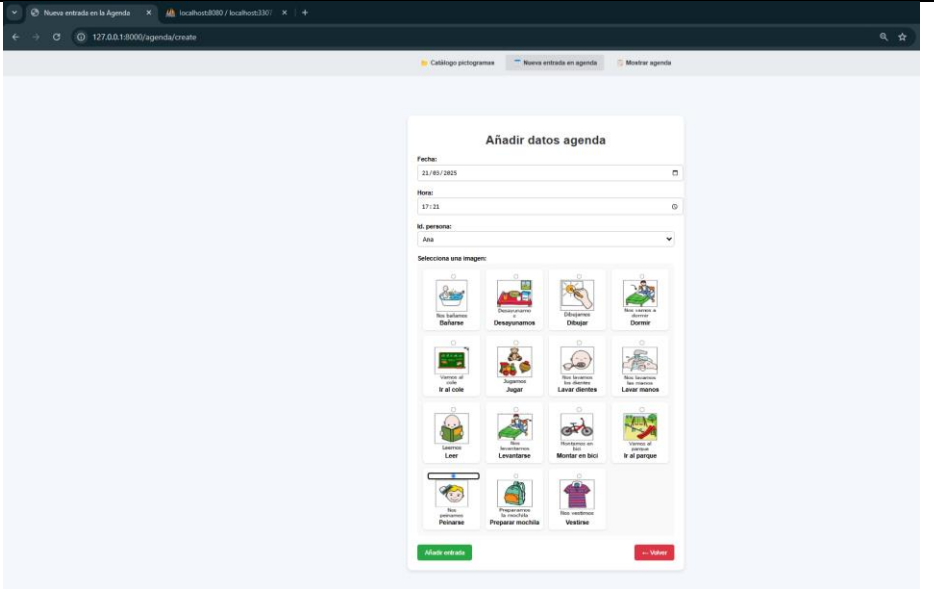 Nueva entrada en la Agenda
localhost:8080 / localhost:3307
127.0.0.1:8000/agenda/create
Catálogo pictogramas
Nueva entrada en agenda
Mostrar agenda
Añadir datos agenda
Fecha:
21/03/2025
Hora:
17:21
Id. persona:
Ana
Selecciona una imagen:
Nos bañamos
Bañarse
Desayunamo
s
Desayunamos
Dibujamos
Dibujar
Nos vamos a
dormir
Dormir
Vamos al
cole
Ir al cole
Jugamos
Jugar
Nos lavamos
los dientes
Lavar dientes
Nos lavamos
las manos
Lavar manos
Leemos
Leer
Nos
levantamos
Levantarse
Montamos en
bici
Montar en bici
Vamos al
parque
Ir al parque
Nos
peinamos
Peinarse
Preparamos
la mochila
Preparar mochila
Nos vestimos
Vestirse
Añadir entrada
← Volver